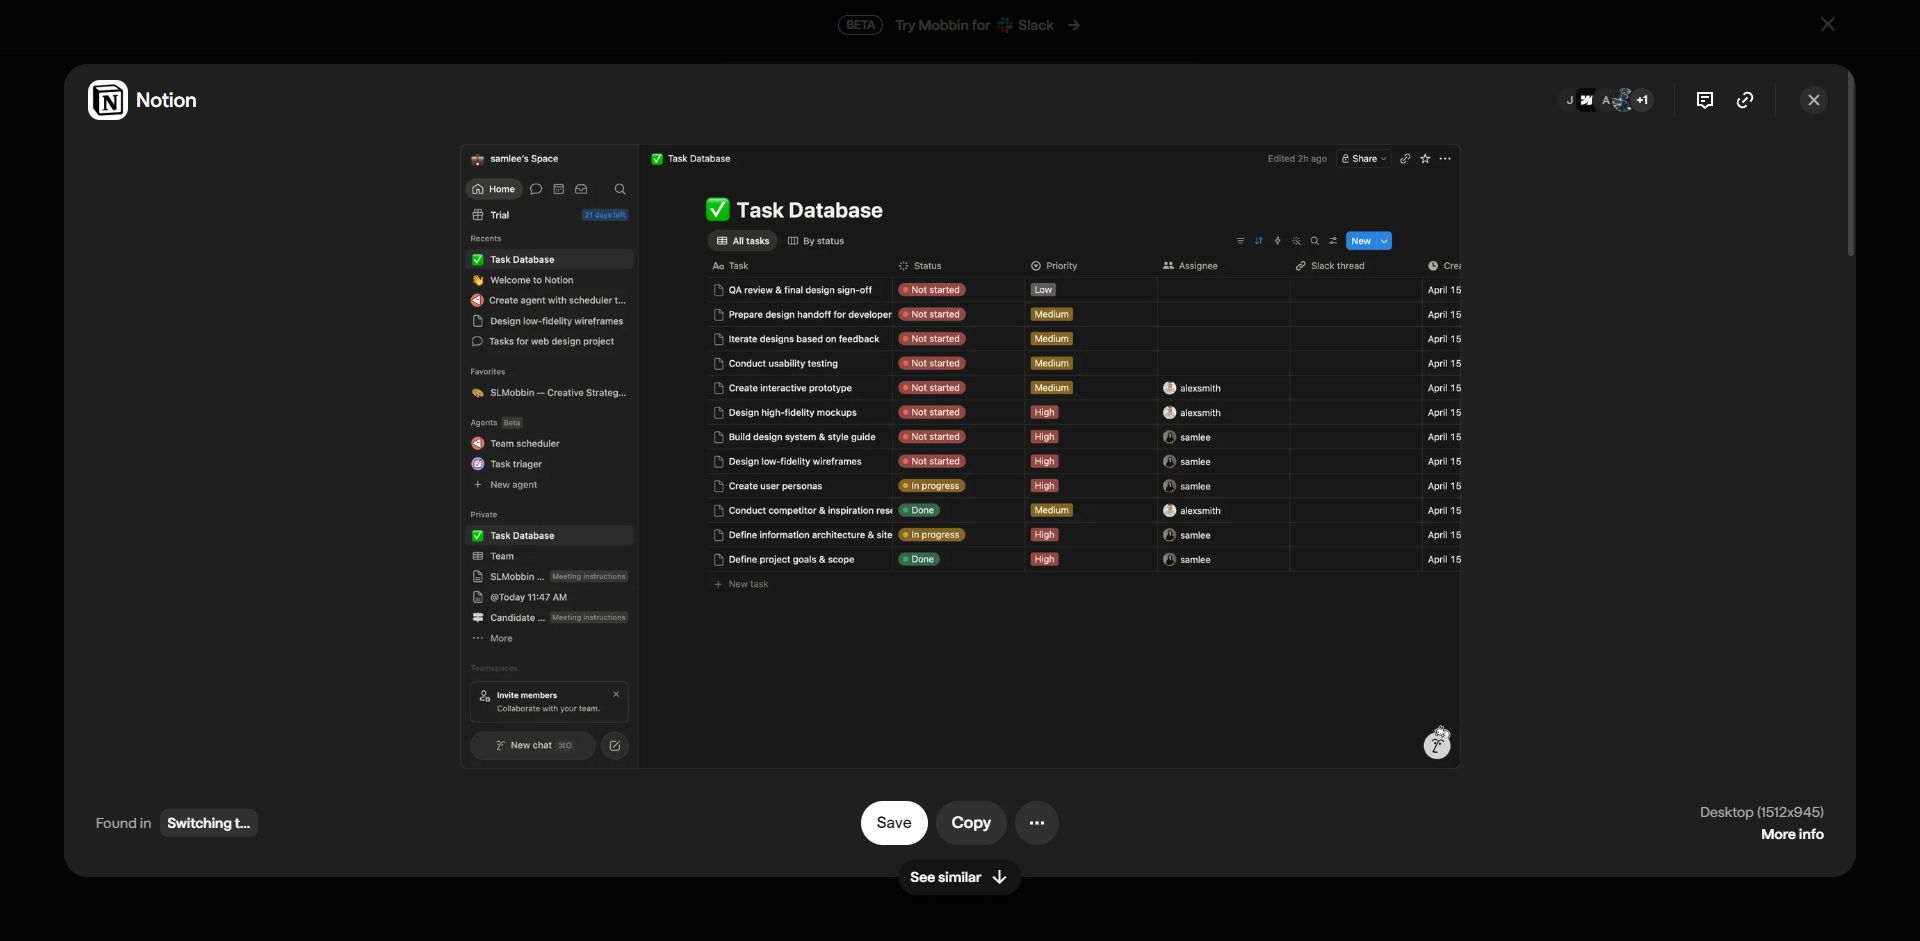 BETA Try Mobbin for Slack
Notion
J A +1
samlee's Space
Home
Trial 21 days left
Recents
Task Database
Welcome to Notion
Create agent with scheduler t...
Design low-fidelity wireframes
Tasks for web design project
Favorites
SLMobbin — Creative Strateg...
Agents Beta
Team scheduler
Task triager
+ New agent
Private
Task Database
Team
SLMobbin ... Meeting instructions
@Today 11:47 AM
Candidate ... Meeting instructions
... More
Teamspaces
Invite members
Collaborate with your team.
New chat ⌘O
Task Database
Edited 2h ago Share
Task Database
All tasks By status
New
Aa Task Status Priority Assignee Slack thread Crea
QA review & final design sign-off Not started Low April 15
Prepare design handoff for developer Not started Medium April 15
Iterate designs based on feedback Not started Medium April 15
Conduct usability testing Not started Medium April 15
Create interactive prototype Not started Medium alexsmith April 15
Design high-fidelity mockups Not started High alexsmith April 15
Build design system & style guide Not started High samlee April 15
Design low-fidelity wireframes Not started High samlee April 15
Create user personas In progress High samlee April 15
Conduct competitor & inspiration rese Done Medium alexsmith April 15
Define information architecture & site In progress High samlee April 15
Define project goals & scope Done High samlee April 15
+ New task
Found in Switching t...
Save Copy ...
Desktop (1512x945)
More info
See similar